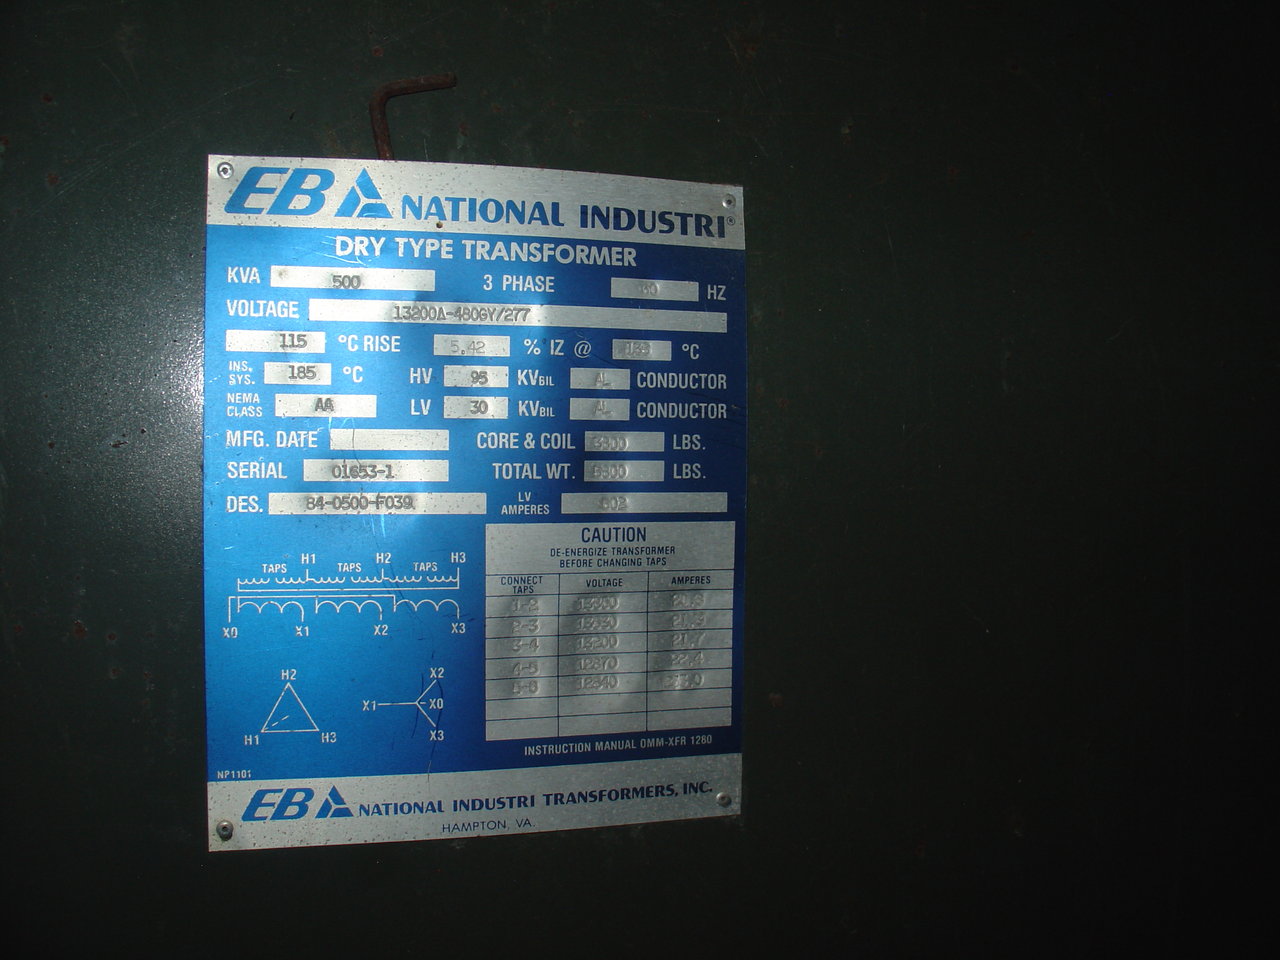 EB NATIONAL INDUSTRI®
DRY TYPE TRANSFORMER
KVA 500 3 PHASE 60 HZ
VOLTAGE 13200Δ-480GY/277
115 °C RISE 5.42 % IZ @ °C
INS. SYS. 185 °C HV 95 KVBIL AL CONDUCTOR
NEMA CLASS AA LV 30 KVBIL AL CONDUCTOR
MFG. DATE CORE & COIL LBS.
SERIAL 01653-1 TOTAL WT. LBS.
DES. 84-0500-F039 LV AMPERES 602
H1 H2 H3
TAPS TAPS TAPS
X0 X1 X2 X3
H2
H1 H3
X2
X1 X0
X3
CAUTION
DE-ENERGIZE TRANSFORMER
BEFORE CHANGING TAPS
CONNECT TAPS VOLTAGE AMPERES
1-2
2-3 13530 21.3
3-4 13200 21.7
4-5 12870 22.4
5-6 12540
INSTRUCTION MANUAL OMM-XFR 1280
NP1101
EB NATIONAL INDUSTRI TRANSFORMERS, INC.
HAMPTON, VA.